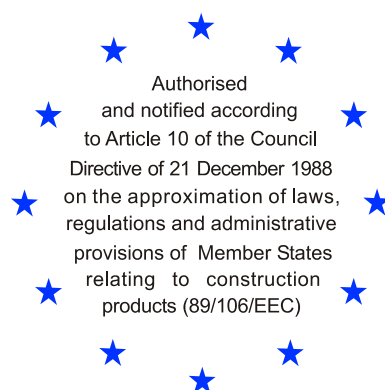 Authorised
and notified according
to Article 10 of the Council
Directive of 21 December 1988
on the approximation of laws,
regulations and administrative
provisions of Member States
relating to construction
products (89/106/EEC)